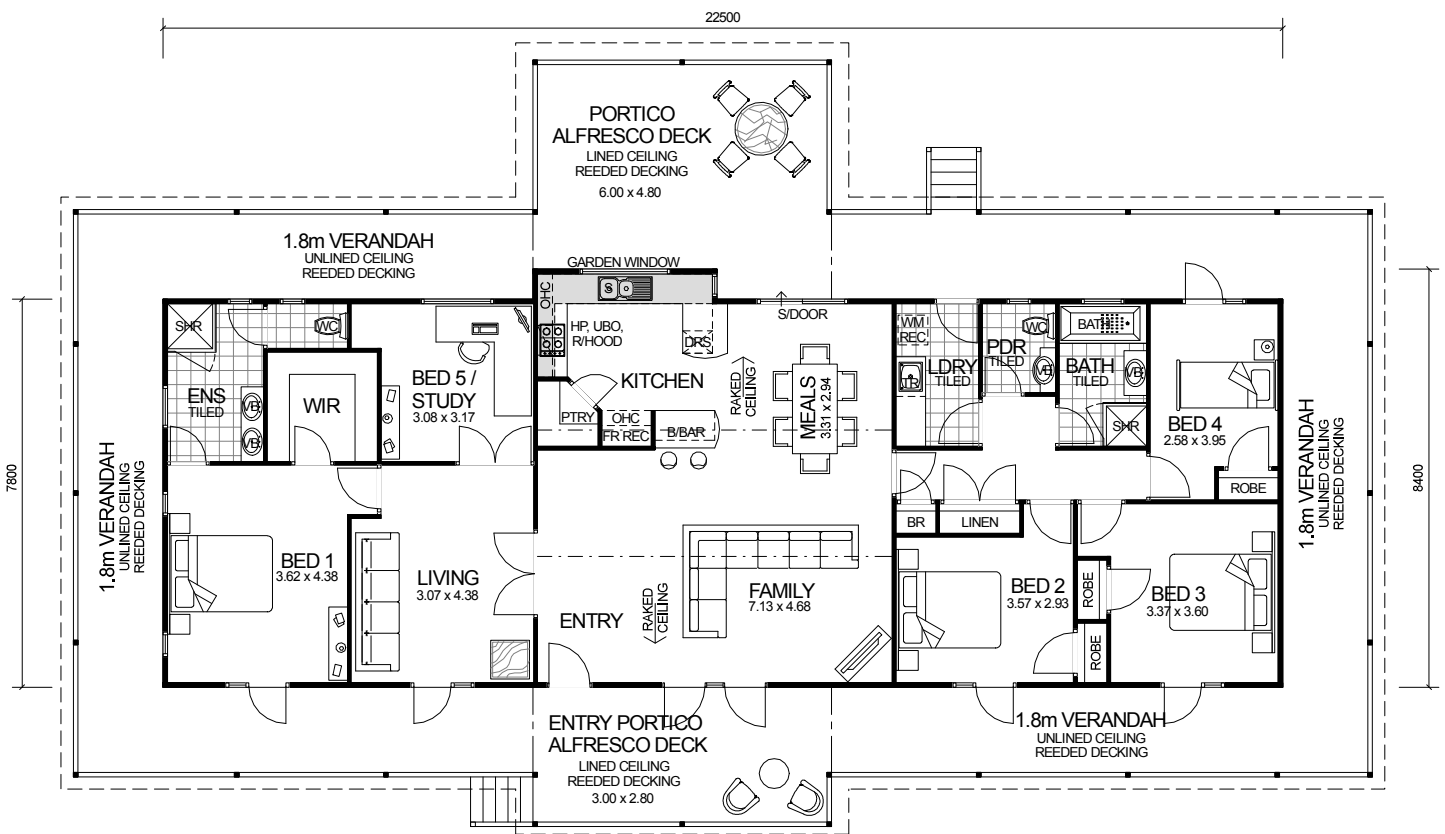 22500
PORTICO
ALFRESCO DECK
LINED CEILING
REEDED DECKING
6.00 x 4.80
1.8m VERANDAH
UNLINED CEILING
REEDED DECKING
GARDEN WINDOW
S/DOOR
7800
8400
1.8m VERANDAH
UNLINED CEILING
REEDED DECKING
SHR
WC
ENS
TILED
VB
VB
WIR
BED 5 /
STUDY
3.08 x 3.17
OHC
S
HP, UBO,
R/HOOD
DRS
KITCHEN
PTRY
OHC
FR REC
B/BAR
RAKED
CEILING
MEALS
3.31 x 2.94
WM
REC
TR
LDRY
TILED
PDR
TILED
WC
VB
BATH
BATH
TILED
VB
SHR
BED 4
2.58 x 3.95
ROBE
BR
LINEN
BED 1
3.62 x 4.38
LIVING
3.07 x 4.38
ENTRY
RAKED
CEILING
FAMILY
7.13 x 4.68
BED 2
3.57 x 2.93
ROBE
ROBE
BED 3
3.37 x 3.60
1.8m VERANDAH
UNLINED CEILING
REEDED DECKING
ENTRY PORTICO
ALFRESCO DECK
LINED CEILING
REEDED DECKING
3.00 x 2.80
1.8m VERANDAH
UNLINED CEILING
REEDED DECKING